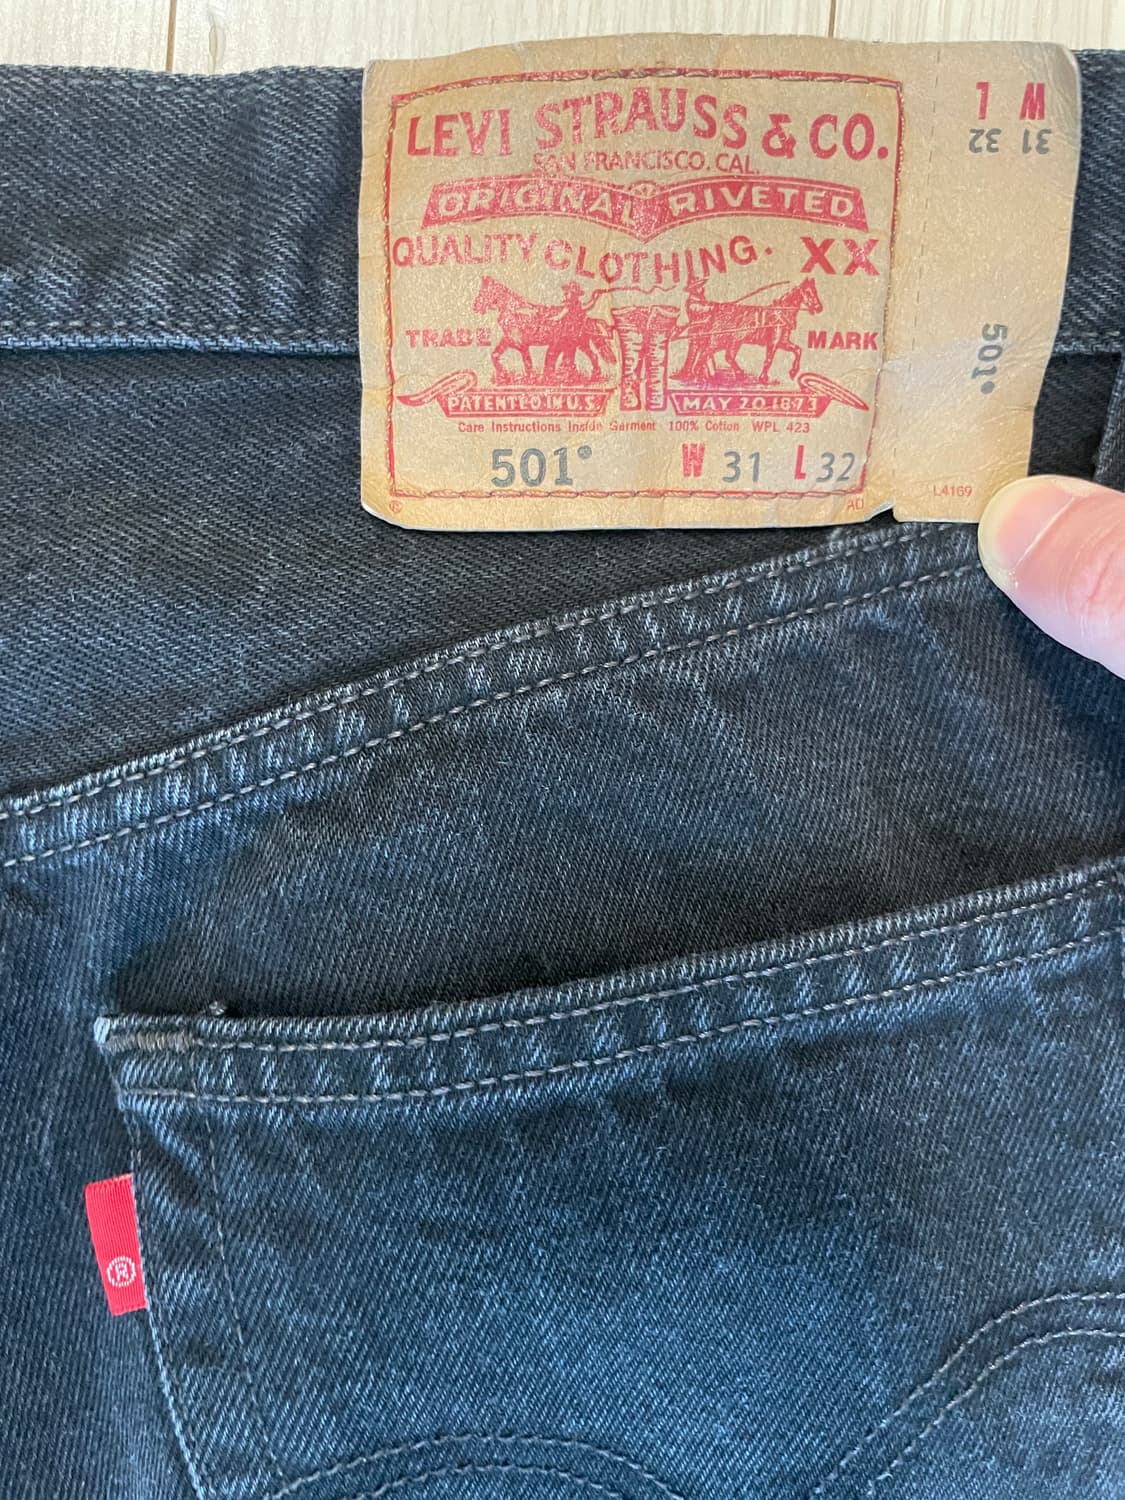 LEVI STRAUSS & CO.
SAN FRANCISCO, CAL.
ORIGINAL RIVETED
QUALITY CLOTHING. XX
TRADE MARK
PATENTED IN U.S. MAY 20 1873
Care Instructions Inside Garment 100% Cotton WPL 423
501® W 31 L 32
® AD
W L
31 32
501®
L4169
®